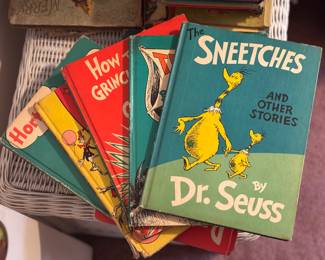 The
SNEETCHES
AND
OTHER
STORIES
By
Dr. Seuss
How
GRINCH
Hor